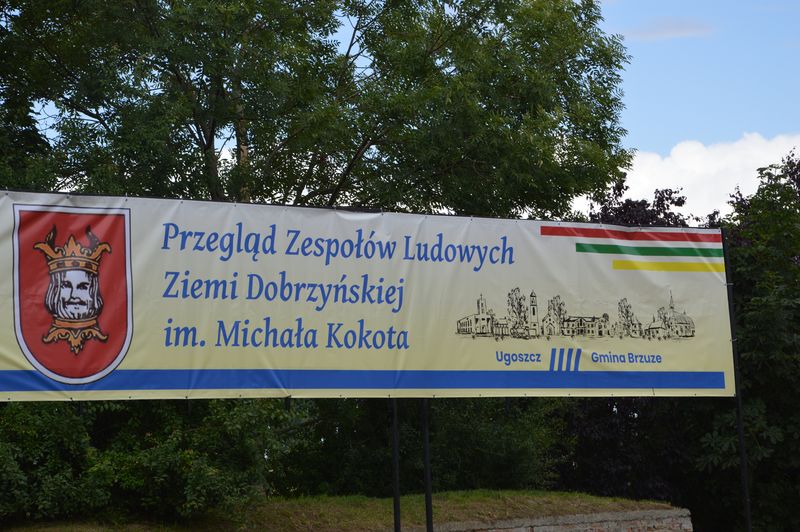 Przegląd Zespołów Ludowych
Ziemi Dobrzyńskiej
im. Michała Kokota
Ugoszcz Gmina Brzuze